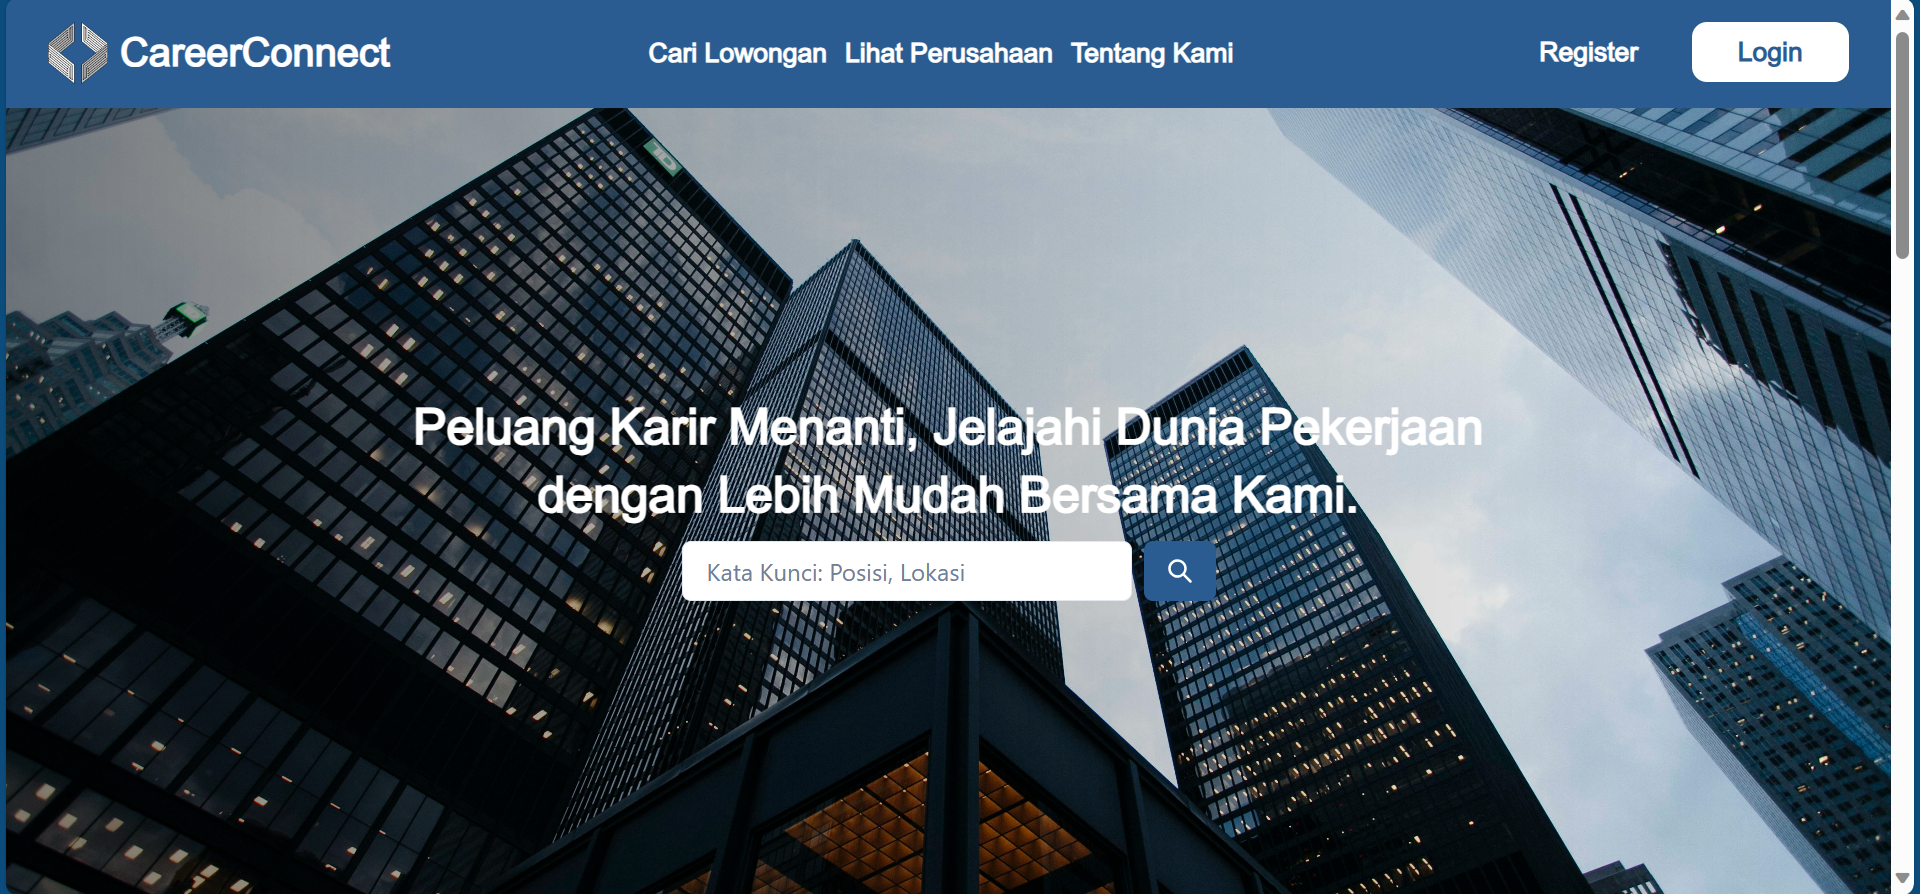 CareerConnect
Cari Lowongan Lihat Perusahaan Tentang Kami
Register
Login
TD
Peluang Karir Menanti, Jelajahi Dunia Pekerjaan
dengan Lebih Mudah Bersama Kami.
Kata Kunci: Posisi, Lokasi